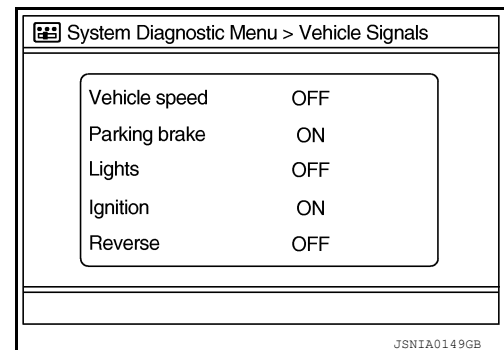 System Diagnostic Menu > Vehicle Signals
Vehicle speed OFF
Parking brake ON
Lights OFF
Ignition ON
Reverse OFF
JSNIA0149GB